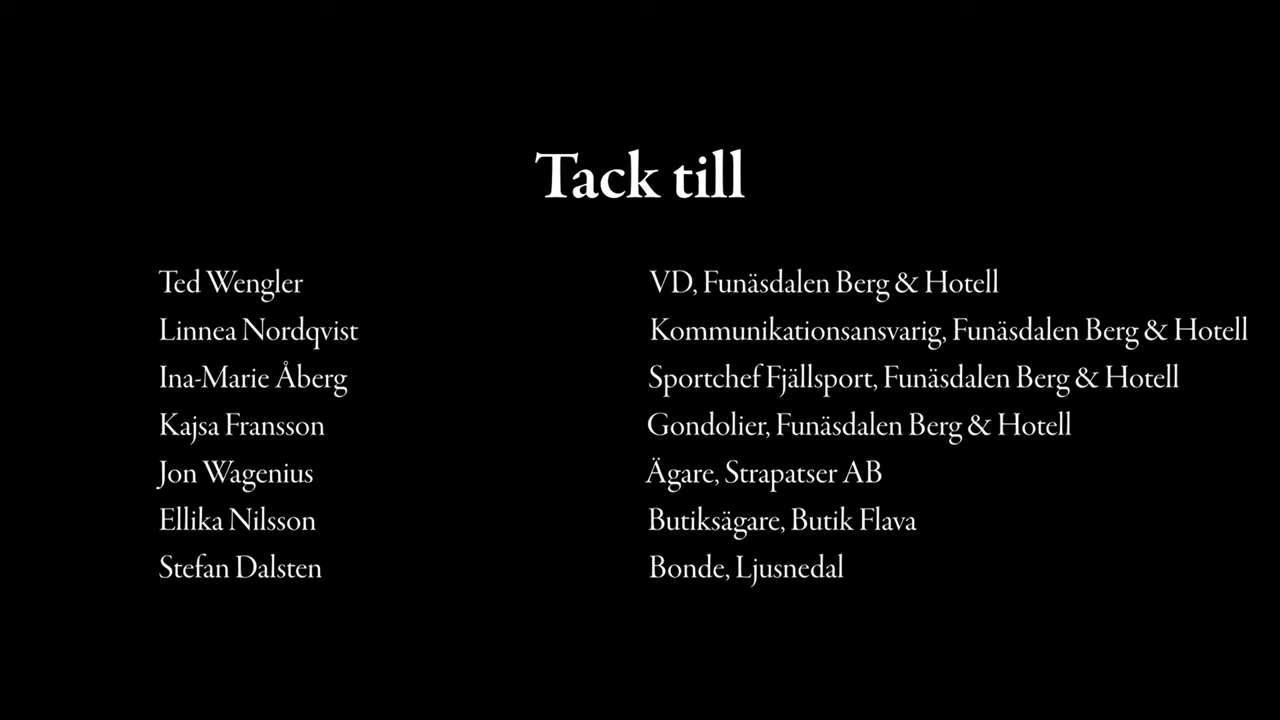 Tack till
Ted Wengler VD, Funäsdalen Berg & Hotell
Linnea Nordqvist Kommunikationsansvarig, Funäsdalen Berg & Hotell
Ina-Marie Åberg Sportchef Fjällsport, Funäsdalen Berg & Hotell
Kajsa Fransson Gondolier, Funäsdalen Berg & Hotell
Jon Wagenius Ägare, Strapatser AB
Ellika Nilsson Butiksägare, Butik Flava
Stefan Dalsten Bonde, Ljusnedal